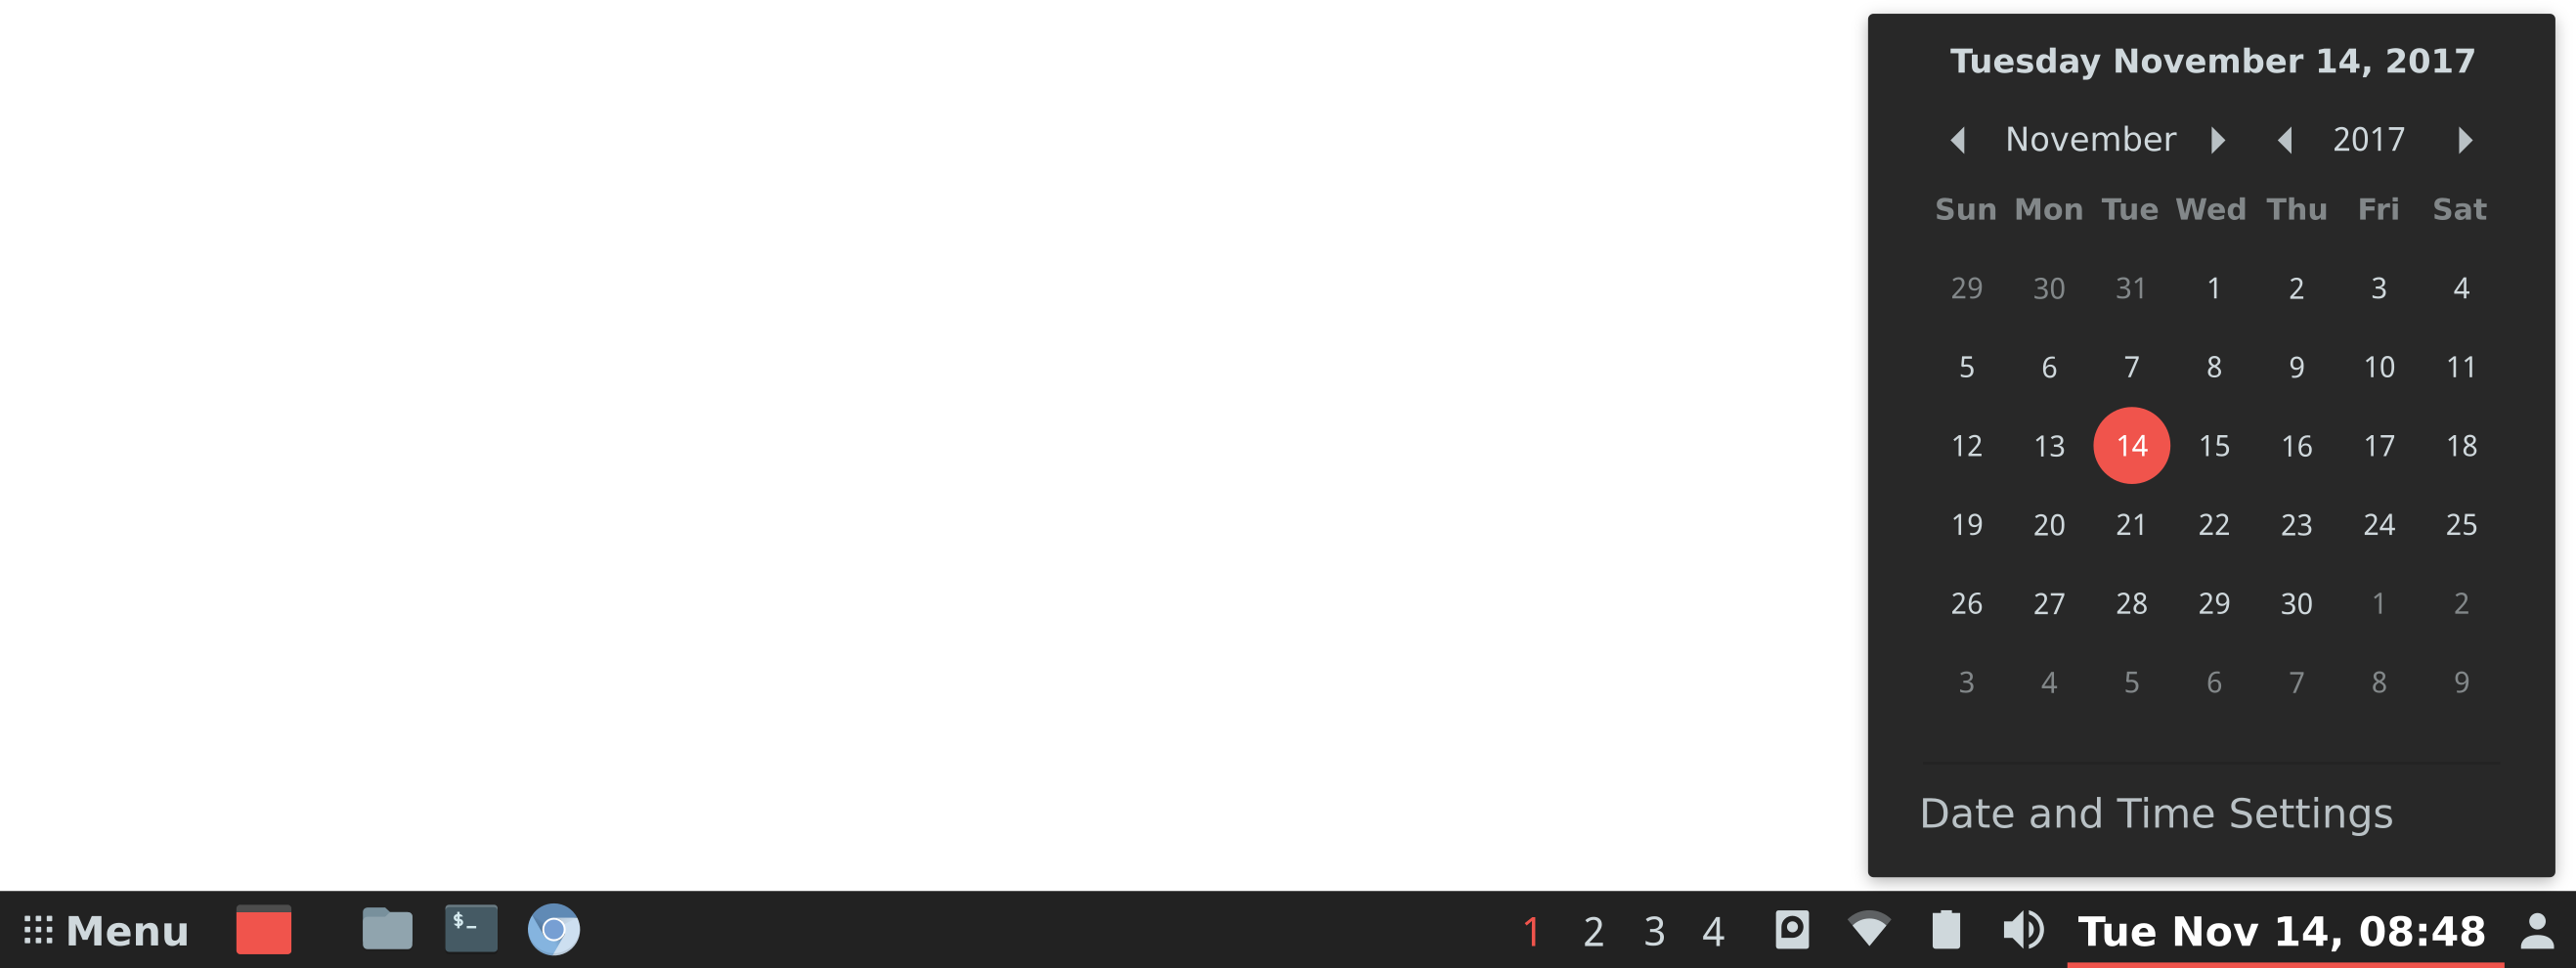 Tuesday November 14, 2017
November 2017
Sun Mon Tue Wed Thu Fri Sat
29 30 31 1 2 3 4
5 6 7 8 9 10 11
12 13 14 15 16 17 18
19 20 21 22 23 24 25
26 27 28 29 30 1 2
3 4 5 6 7 8 9
Date and Time Settings
Menu $_ 1 2 3 4 Tue Nov 14, 08:48